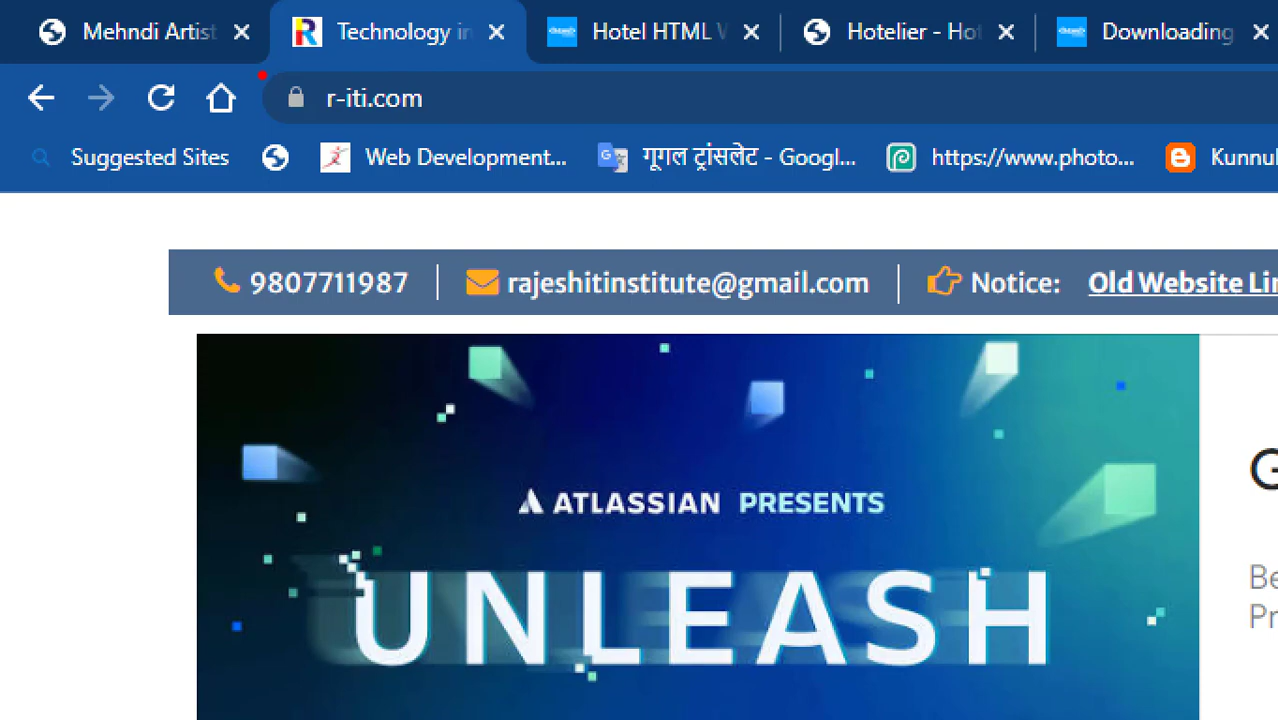 Mehndi Artist
Technology in
Hotel HTML W
Hotelier - Hot
Downloading
r-iti.com
Suggested Sites
Web Development...
गूगल ट्रांसलेट - Googl...
https://www.photo...
Kunnul
9807711987
rajeshitinstitute@gmail.com
Notice:
Old Website Lin
ATLASSIAN PRESENTS
UNLEASH
G
Be
Pr